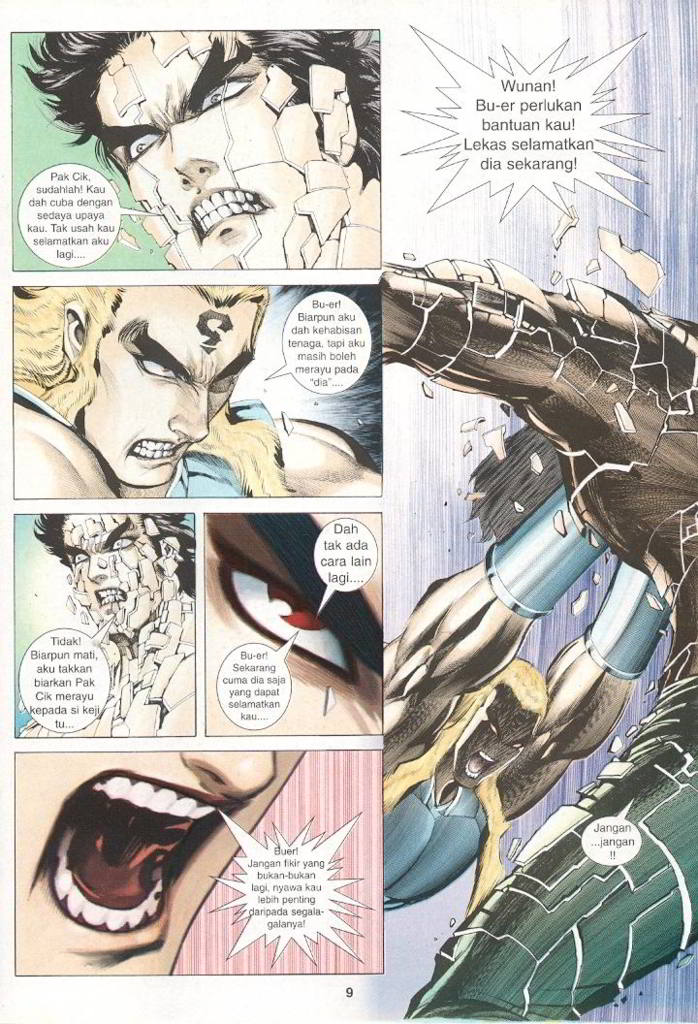 Pak Cik,
sudahlah! Kau
dah cuba dengan
sedaya upaya
kau. Tak usah kau
selamatkan aku
lagi....
Bu-er!
Biarpun aku
dah kehabisan
tenaga, tapi aku
masih boleh
merayu pada
"dia"....
Tidak!
Biarpun mati,
aku takkan
biarkan Pak
Cik merayu
kepada si keji
tu...
Dah
tak ada
cara lain
lagi....
Bu-er!
Sekarang
cuma dia saja
yang dapat
selamatkan
kau....
Buer!
Jangan fikir yang
bukan-bukan
lagi, nyawa kau
lebih penting
daripada segala-
galanya!
Wunan!
Bu-er perlukan
bantuan kau!
Lekas selamatkan
dia sekarang!
Jangan
...jangan
!!
9